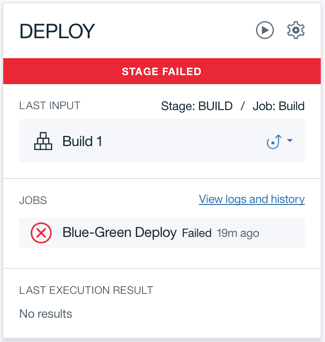 DEPLOY
STAGE FAILED
LAST INPUT Stage: BUILD / Job: Build
Build 1
JOBS View logs and history
Blue-Green Deploy Failed 19m ago
LAST EXECUTION RESULT
No results